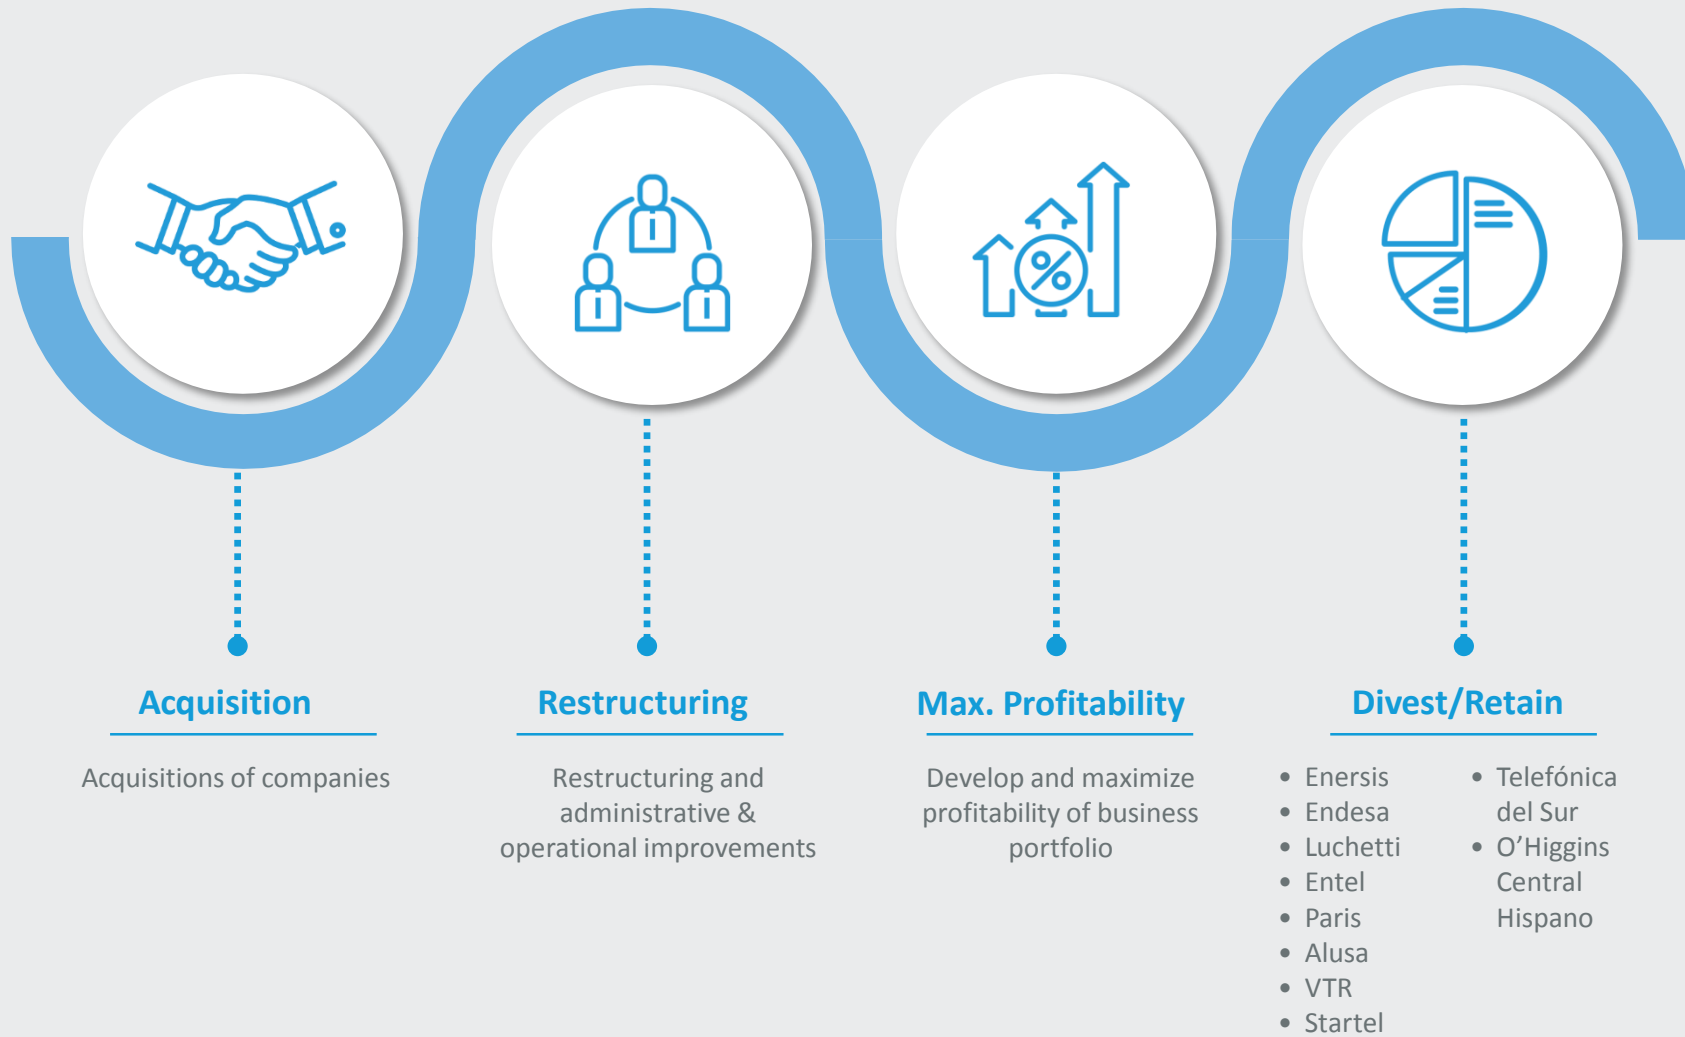 Acquisition
Acquisitions of companies
Restructuring
Restructuring and
administrative &
operational improvements
Max. Profitability
Develop and maximize
profitability of business
portfolio
Divest/Retain
• Enersis
• Endesa
• Luchetti
• Entel
• Paris
• Alusa
• VTR
• Startel
• Telefónica
del Sur
• O’Higgins
Central
Hispano
%